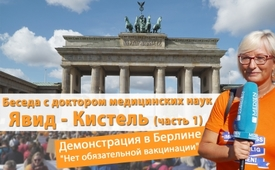 Беседа с доктором медицинских наук
Явид - Кистель (часть 1)
Демонстрация в Берлине
"Нет обязательной вакцинации"